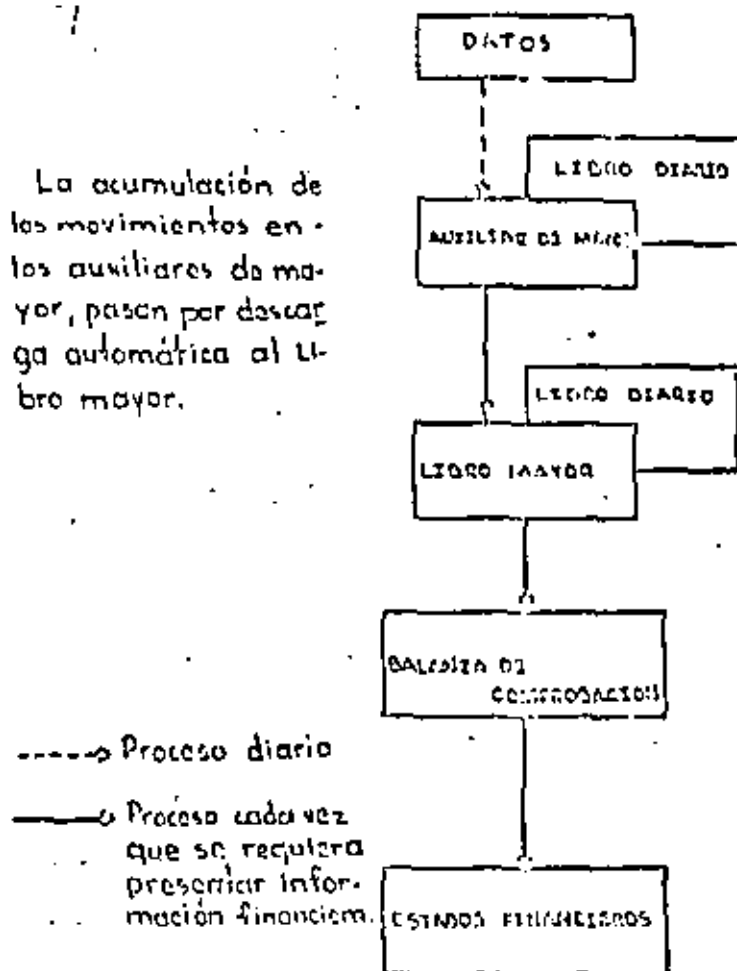 DATOS
LIBRO DIARIO
La acumulación de
los movimientos en -
los auxiliares de ma-
yor, pasan por descar
ga automática al Li-
bro mayor.
AUXILIAR DE MAYOR
LIBRO DIARIO
LIBRO MAYOR
BALANZA DE
COMPROBACION
Proceso diario
Proceso cada vez
que se requiera
presentar infor-
mación financiera.
ESTADOS FINANCIEROS